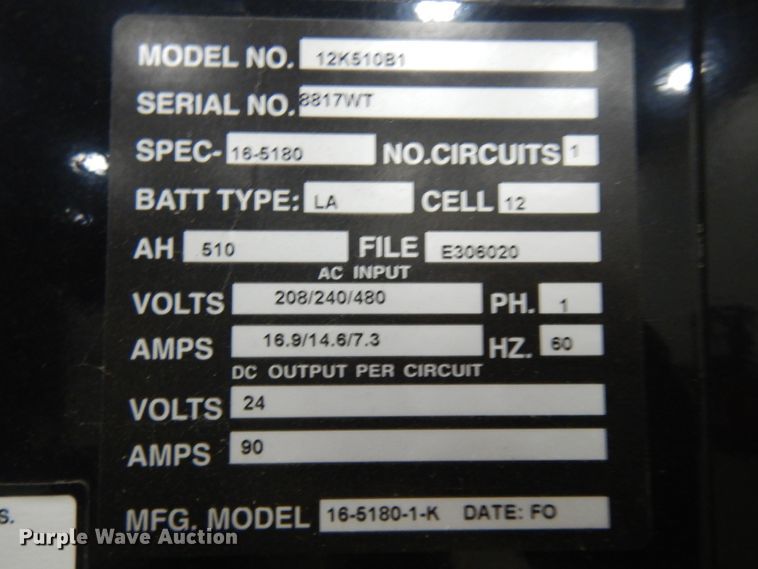 MODEL NO. 12K510B1
SERIAL NO. 8817WT
SPEC- 16-5180 NO.CIRCUITS 1
BATT TYPE: LA CELL 12
AH 510 FILE E306020
AC INPUT
VOLTS 208/240/480 PH. 1
AMPS 16.9/14.6/7.3 HZ. 60
DC OUTPUT PER CIRCUIT
VOLTS 24
AMPS 90
MFG. MODEL 16-5180-1-K DATE: FO
S.
Purple Wave Auction